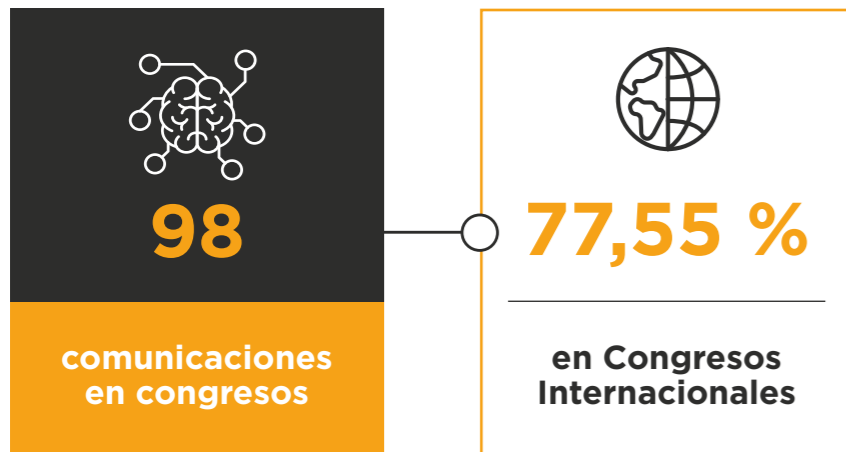 98
comunicaciones
en congresos
77,55 %
en Congresos
Internacionales